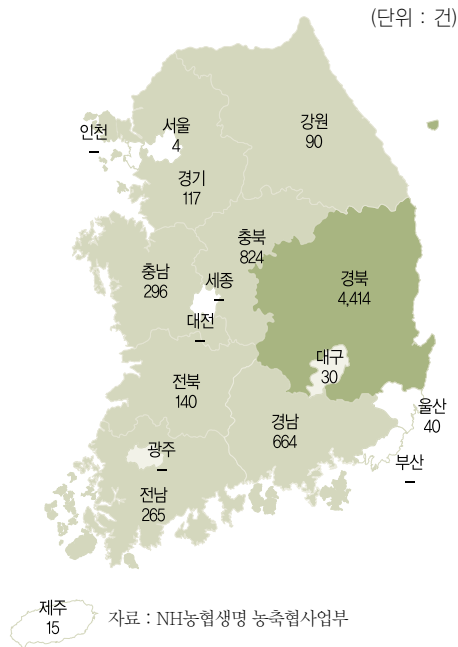 (단위 : 건)
강원
90
서울
4
인천
–
경기
117
충북
824
충남
296
세종
–
경북
4,414
대전
–
대구
30
전북
140
울산
40
경남
664
광주
–
부산
–
전남
265
제주
15
자료 : NH농협생명 농축협사업부